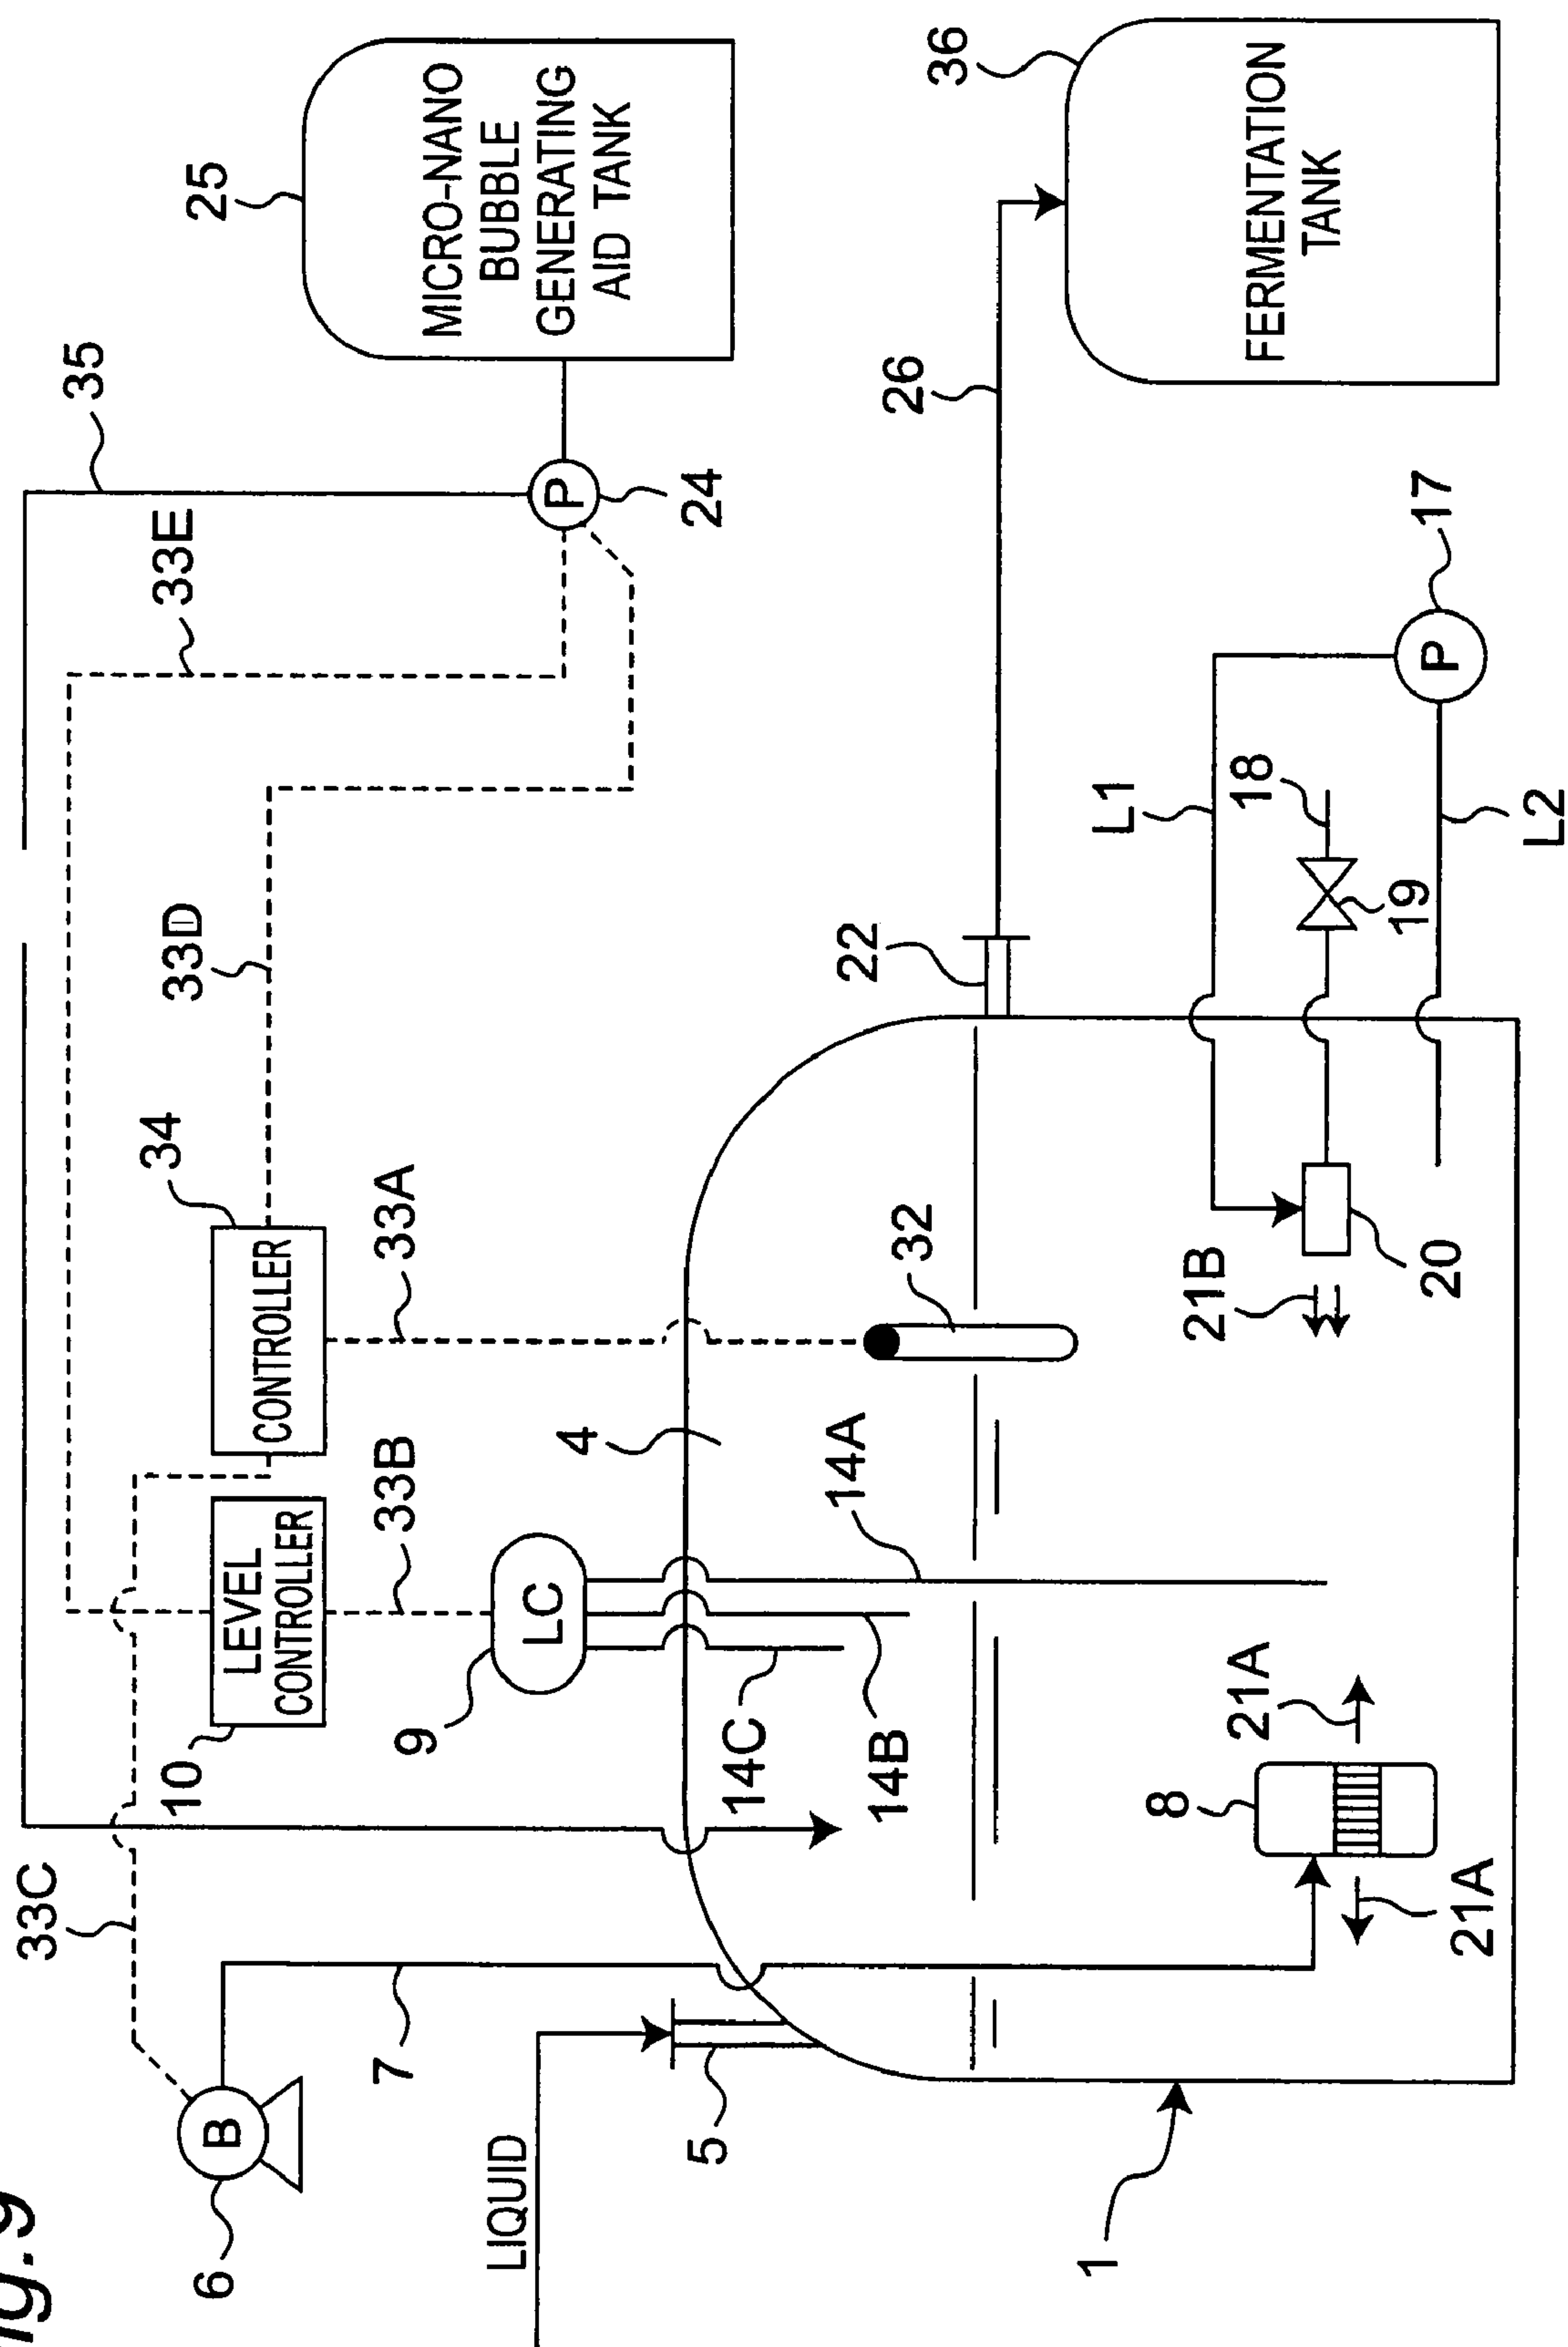 ig.9
35
25
MICRO-NANO
BUBBLE
GENERATING
AID TANK
33E
24
P
33D
34
CONTROLLER
33A
33C
10
LEVEL
CONTROLLER
33B
9
LC
6
B
7
LIQUID
5
4
14A
14B
14C
32
22
26
36
FERMENTATION
TANK
L1
18
19
17
P
L2
21B
20
8
21A
21A
1